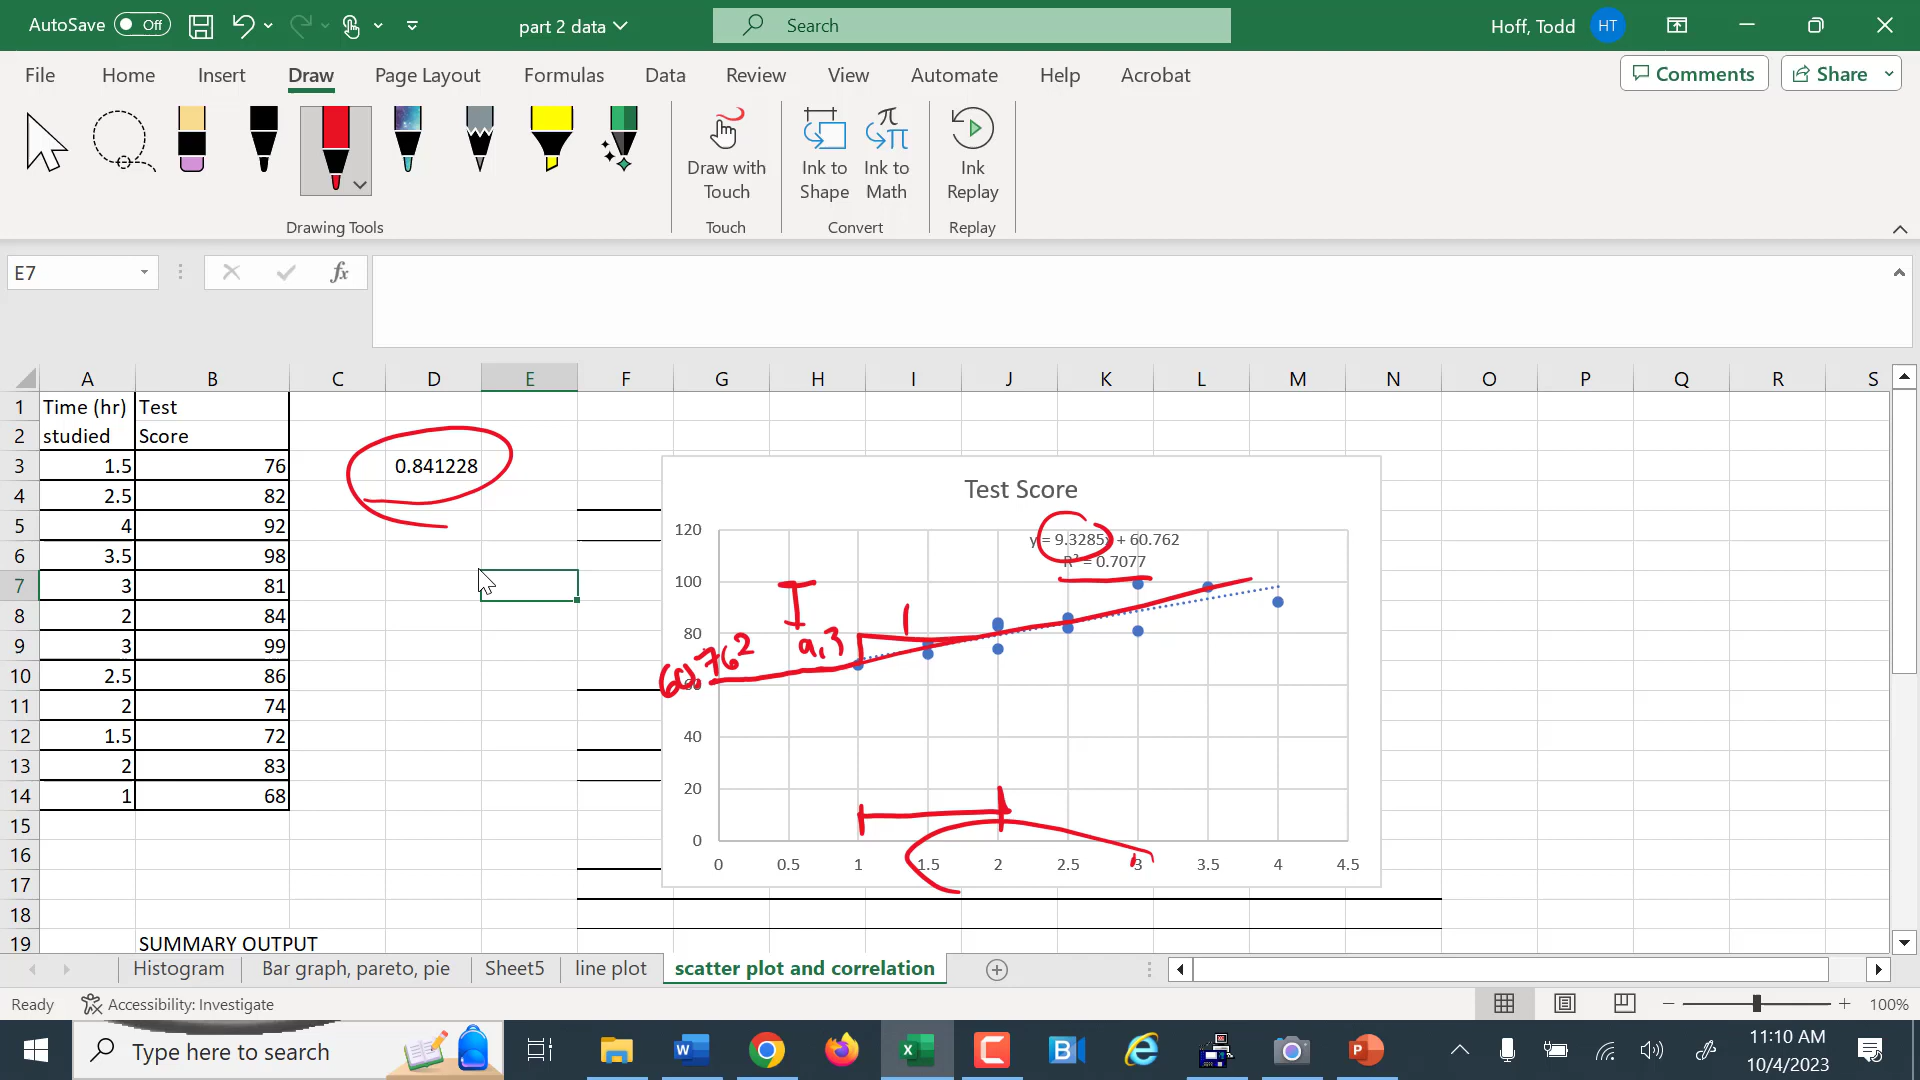 AutoSave Off part 2 data Search Hoff, Todd HT
File Home Insert Draw Page Layout Formulas Data Review View Automate Help Acrobat Comments Share
Draw with Touch
Ink to Shape
Ink to Math
Ink Replay
Drawing Tools Touch Convert Replay
E7 fx
A B C D E F G H I J K L M N O P Q R S
1 Time (hr) Test
2 studied Score
3 1.5 76 0.841228
4 2.5 82
5 4 92
6 3.5 98
7 3 81
8 2 84
9 3 99
10 2.5 86
11 2 74
12 1.5 72
13 2 83
14 1 68
15
16
17
18
19 SUMMARY OUTPUT
Test Score
y = 9.3285x + 60.762
R² = 0.7077
120
100
80
60
40
20
0
0 0.5 1 1.5 2 2.5 3 3.5 4 4.5
60.762
9.3
1
Histogram Bar graph, pareto, pie Sheet5 line plot scatter plot and correlation
Ready Accessibility: Investigate 100%
Type here to search
11:10 AM
10/4/2023